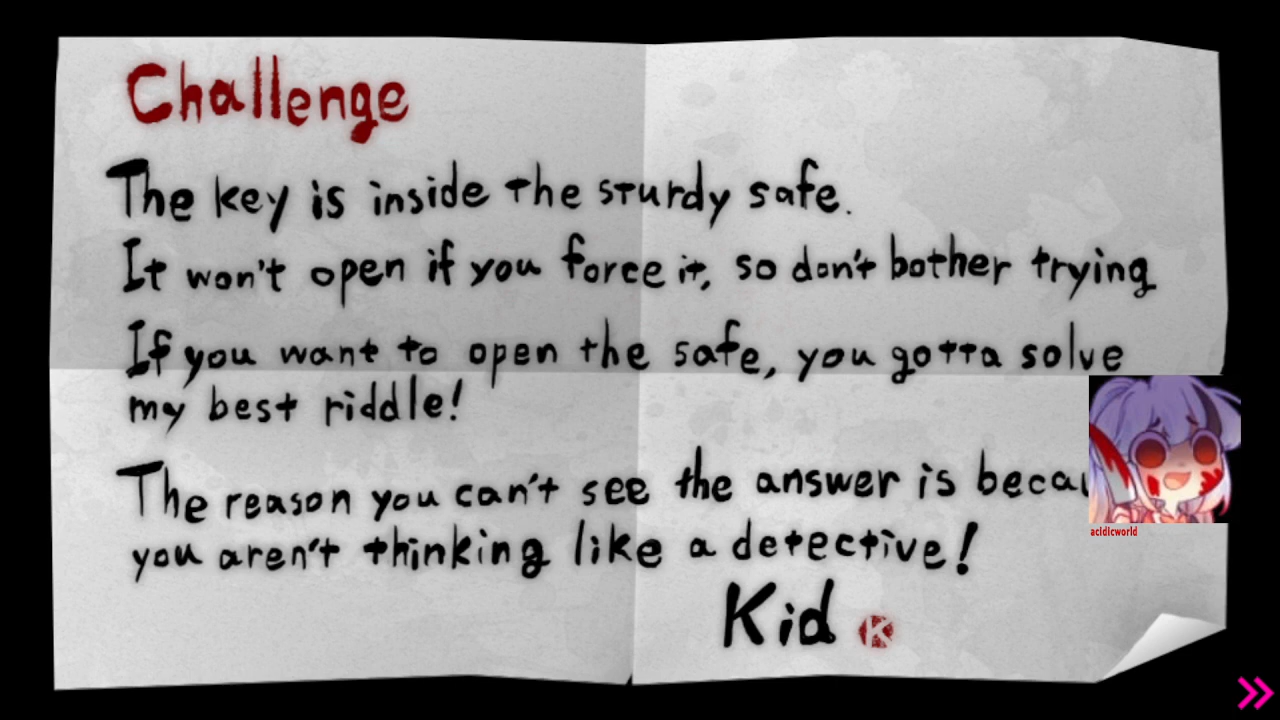 Challenge
The key is inside the sturdy safe.
It won't open if you force it, so don't bother trying
If you want to open the safe, you gotta solve
my best riddle!
The reason you can't see the answer is
you aren't thinking like a detective!
Kid K
acidicworld